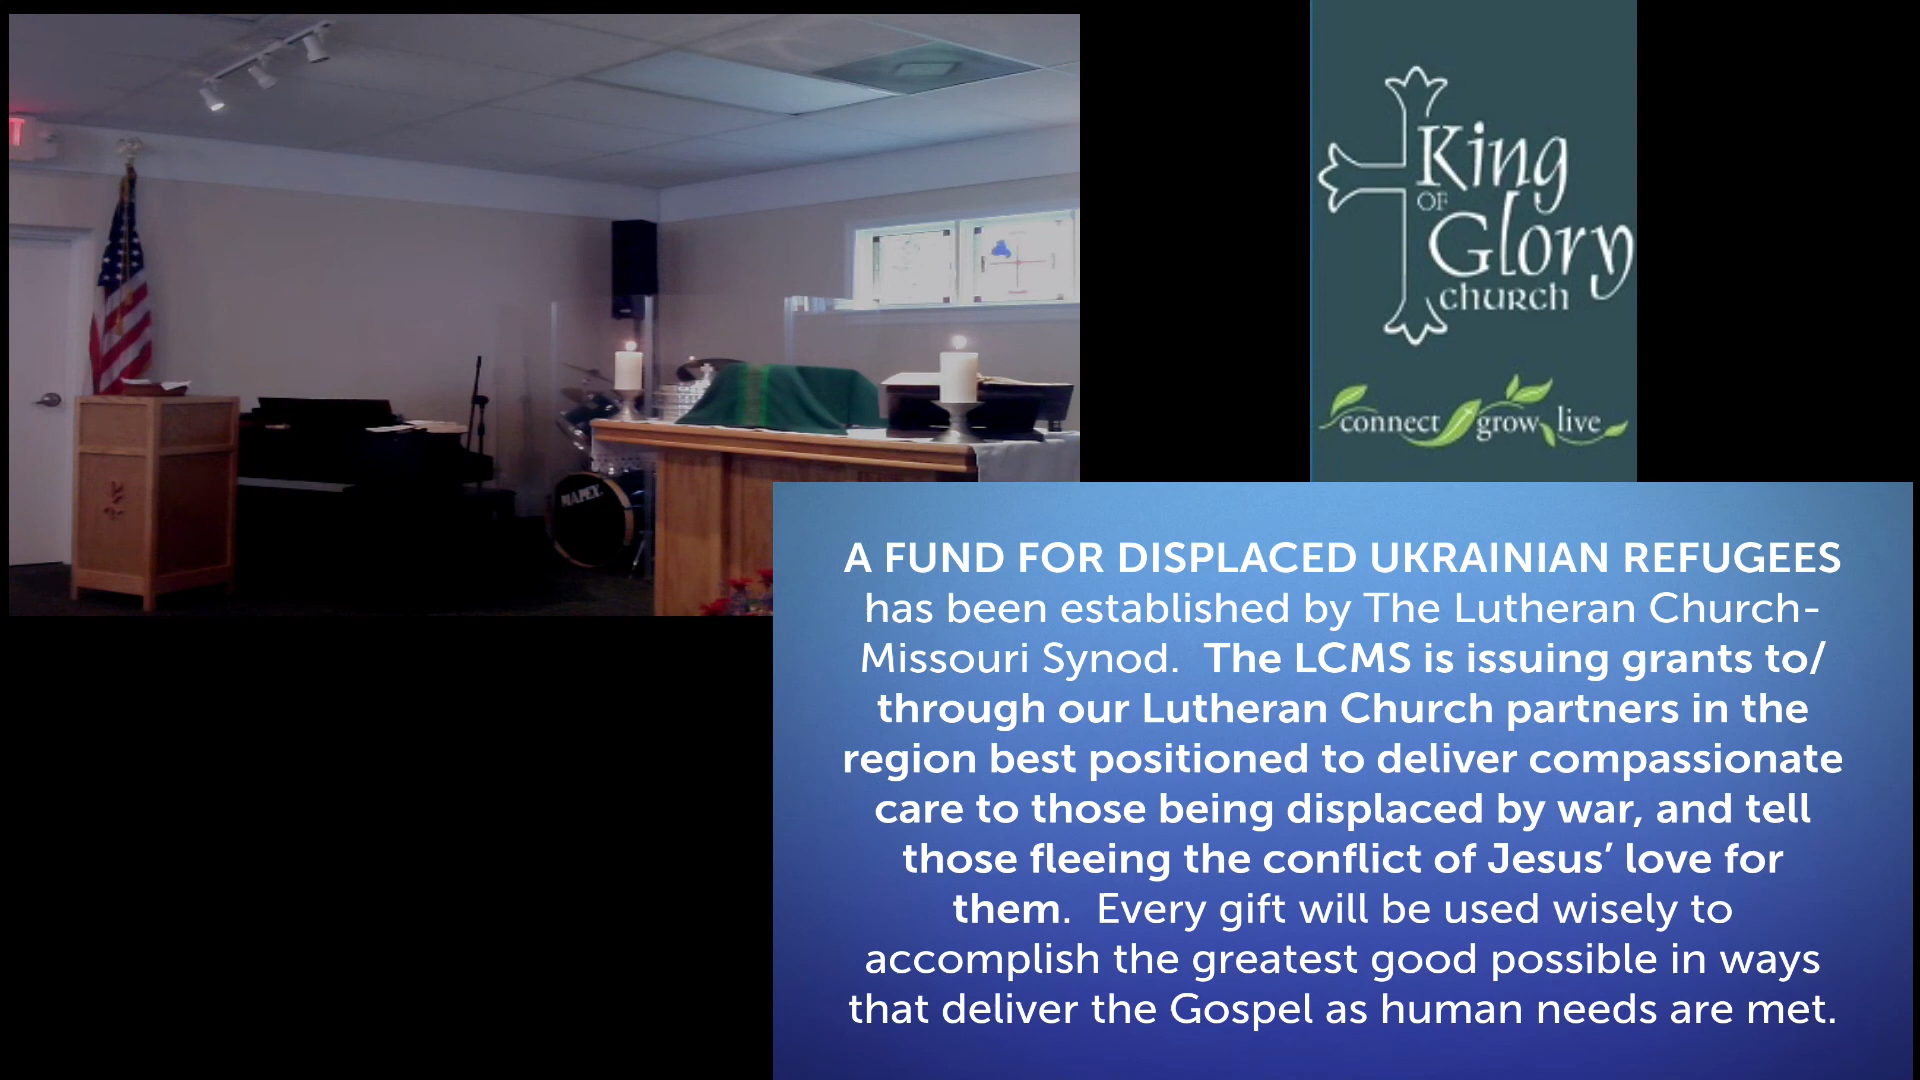 King
OF
Glory
church
connect grow live
MAPEX
A FUND FOR DISPLACED UKRAINIAN REFUGEES
has been established by The Lutheran Church-
Missouri Synod.  The LCMS is issuing grants to/
through our Lutheran Church partners in the
region best positioned to deliver compassionate
care to those being displaced by war, and tell
those fleeing the conflict of Jesus’ love for
them.  Every gift will be used wisely to
accomplish the greatest good possible in ways
that deliver the Gospel as human needs are met.